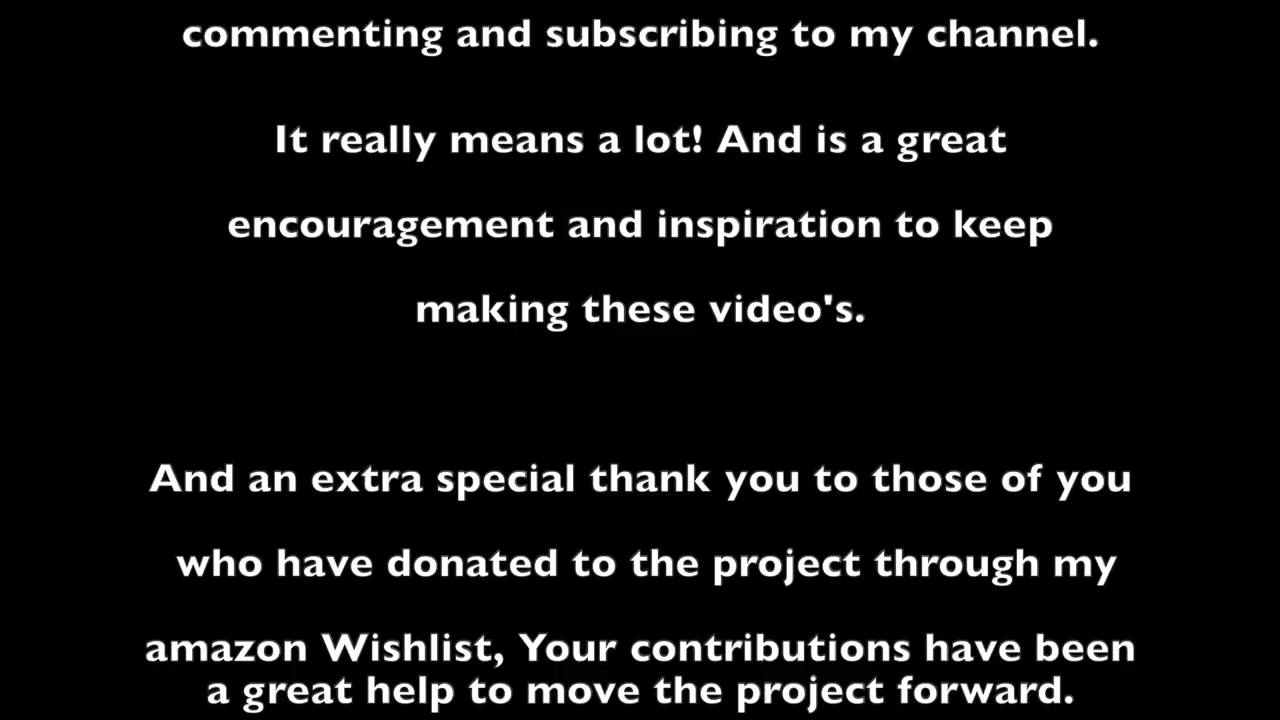 commenting and subscribing to my channel.
It really means a lot! And is a great
encouragement and inspiration to keep
making these video's.
And an extra special thank you to those of you
who have donated to the project through my
amazon Wishlist, Your contributions have been
a great help to move the project forward.